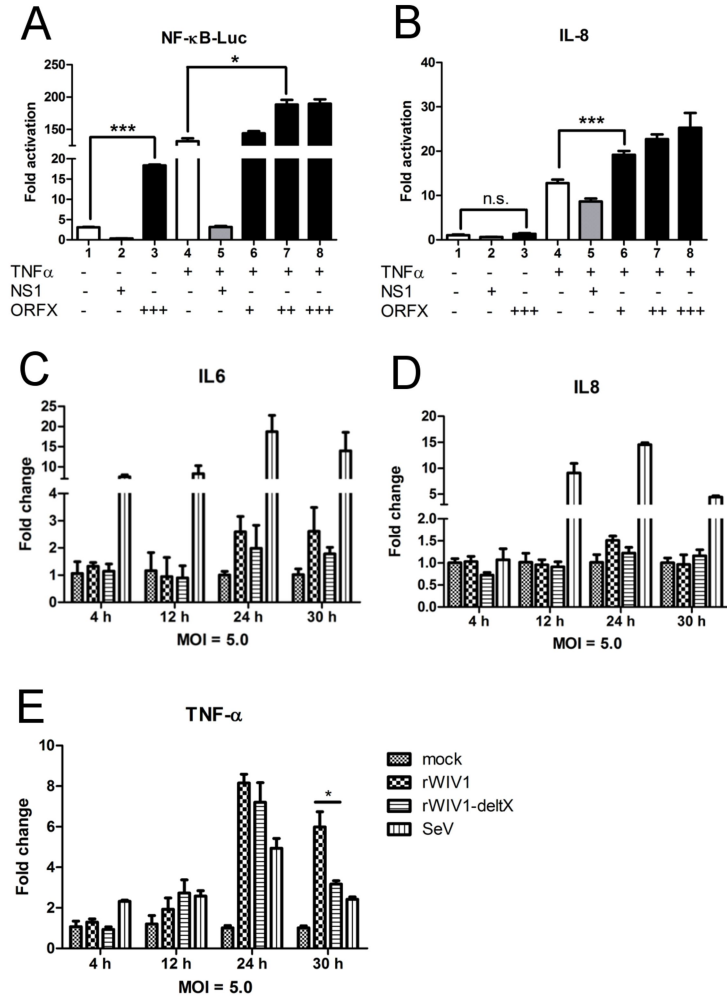 A
NF-κB-Luc
Fold activation
250
200
150
100
50
20
15
10
5
0
***
*
1 2 3 4 5 6 7 8
TNFα - - - + + + + +
NS1 - + - - + - - -
ORFX - - +++ - - + ++ +++
B
IL-8
Fold activation
40
30
20
10
0
n.s.
***
1 2 3 4 5 6 7 8
TNFα - - - + + + + +
NS1 - + - - + - - -
ORFX - - +++ - - + ++ +++
C
IL6
Fold change
25
20
15
10
5
4
3
2
1
0
4 h 12 h 24 h 30 h
MOI = 5.0
D
IL8
Fold change
20
15
10
5
2.0
1.5
1.0
0.5
0.0
4 h 12 h 24 h 30 h
MOI = 5.0
E
TNF-α
Fold change
10
8
6
4
2
0
*
4 h 12 h 24 h 30 h
MOI = 5.0
mock
rWIV1
rWIV1-deltX
SeV